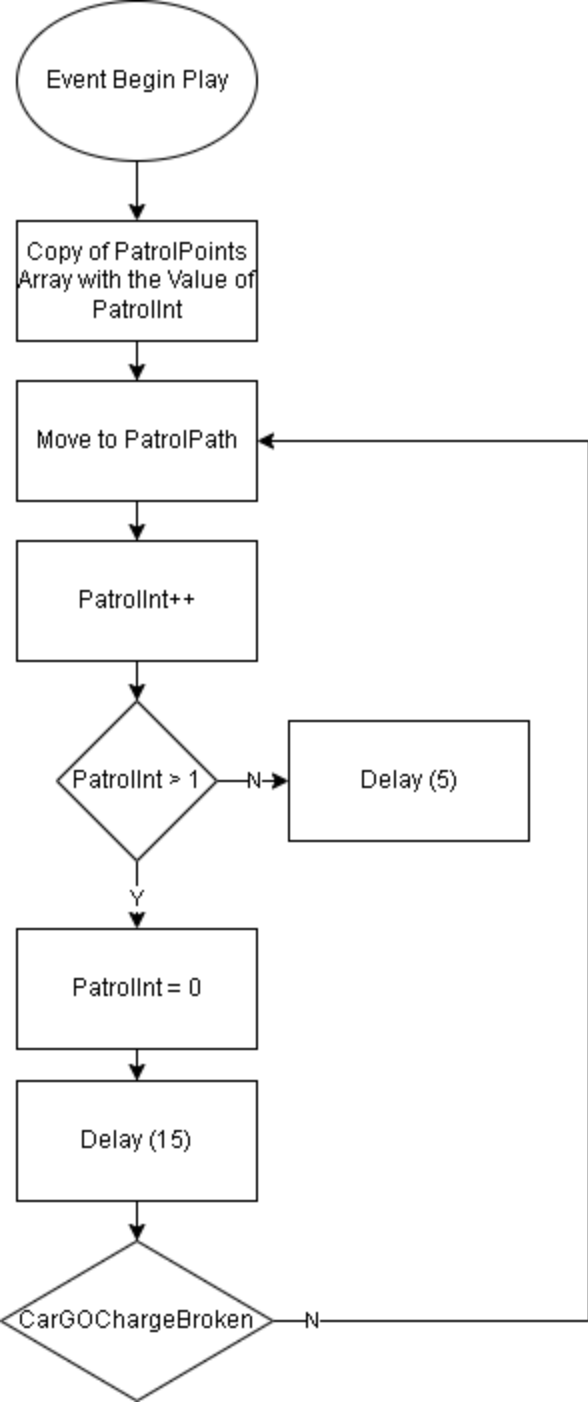 Event Begin Play
Copy of PatrolPoints
Array with the Value of
PatrolInt
Move to PatrolPath
PatrolInt++
PatrolInt > 1
N
Delay (5)
Y
PatrolInt = 0
Delay (15)
CarGOChargeBroken
N